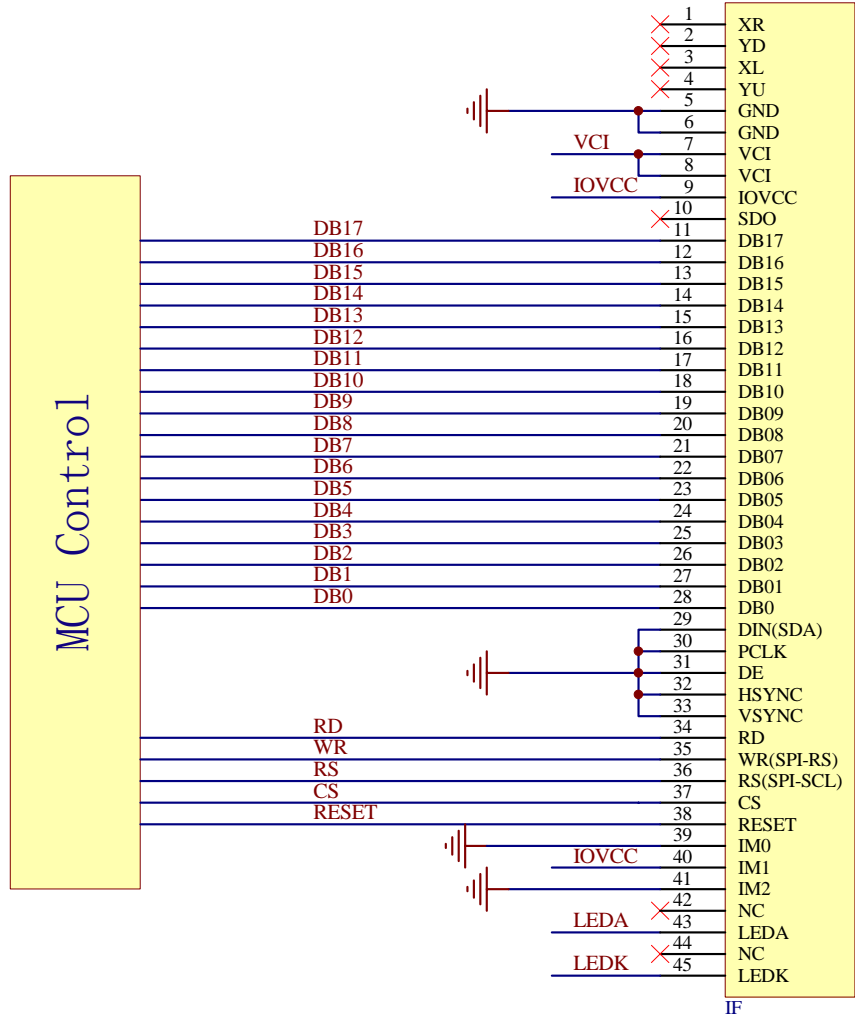 1 XR
2 YD
3 XL
4 YU
5 GND
6 GND
VCI 7 VCI
8 VCI
IOVCC 9 IOVCC
10 SDO
DB17 11 DB17
DB16 12 DB16
DB15 13 DB15
DB14 14 DB14
DB13 15 DB13
DB12 16 DB12
DB11 17 DB11
DB10 18 DB10
DB9 19 DB09
DB8 20 DB08
DB7 21 DB07
DB6 22 DB06
DB5 23 DB05
DB4 24 DB04
DB3 25 DB03
DB2 26 DB02
DB1 27 DB01
DB0 28 DB0
MCU Control
29 DIN(SDA)
30 PCLK
31 DE
32 HSYNC
33 VSYNC
RD 34 RD
WR 35 WR(SPI-RS)
RS 36 RS(SPI-SCL)
CS 37 CS
RESET 38 RESET
39 IM0
IOVCC 40 IM1
41 IM2
42 NC
LEDA 43 LEDA
44 NC
LEDK 45 LEDK
IF